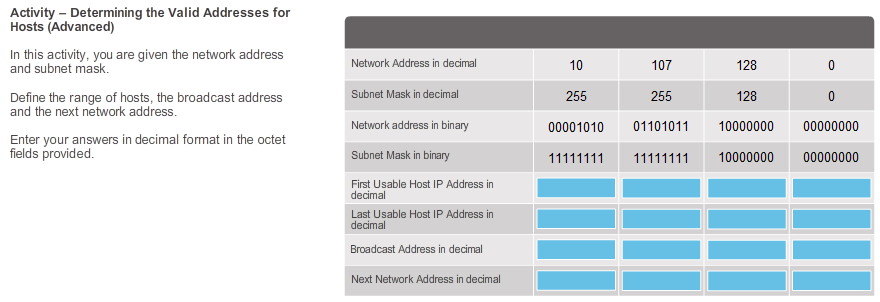 Activity – Determining the Valid Addresses for
Hosts (Advanced)
In this activity, you are given the network address
and subnet mask.
Define the range of hosts, the broadcast address
and the next network address.
Enter your answers in decimal format in the octet
fields provided.
Network Address in decimal 10 107 128 0
Subnet Mask in decimal 255 255 128 0
Network address in binary 00001010 01101011 10000000 00000000
Subnet Mask in binary 11111111 11111111 10000000 00000000
First Usable Host IP Address in
decimal
Last Usable Host IP Address in
decimal
Broadcast Address in decimal
Next Network Address in decimal